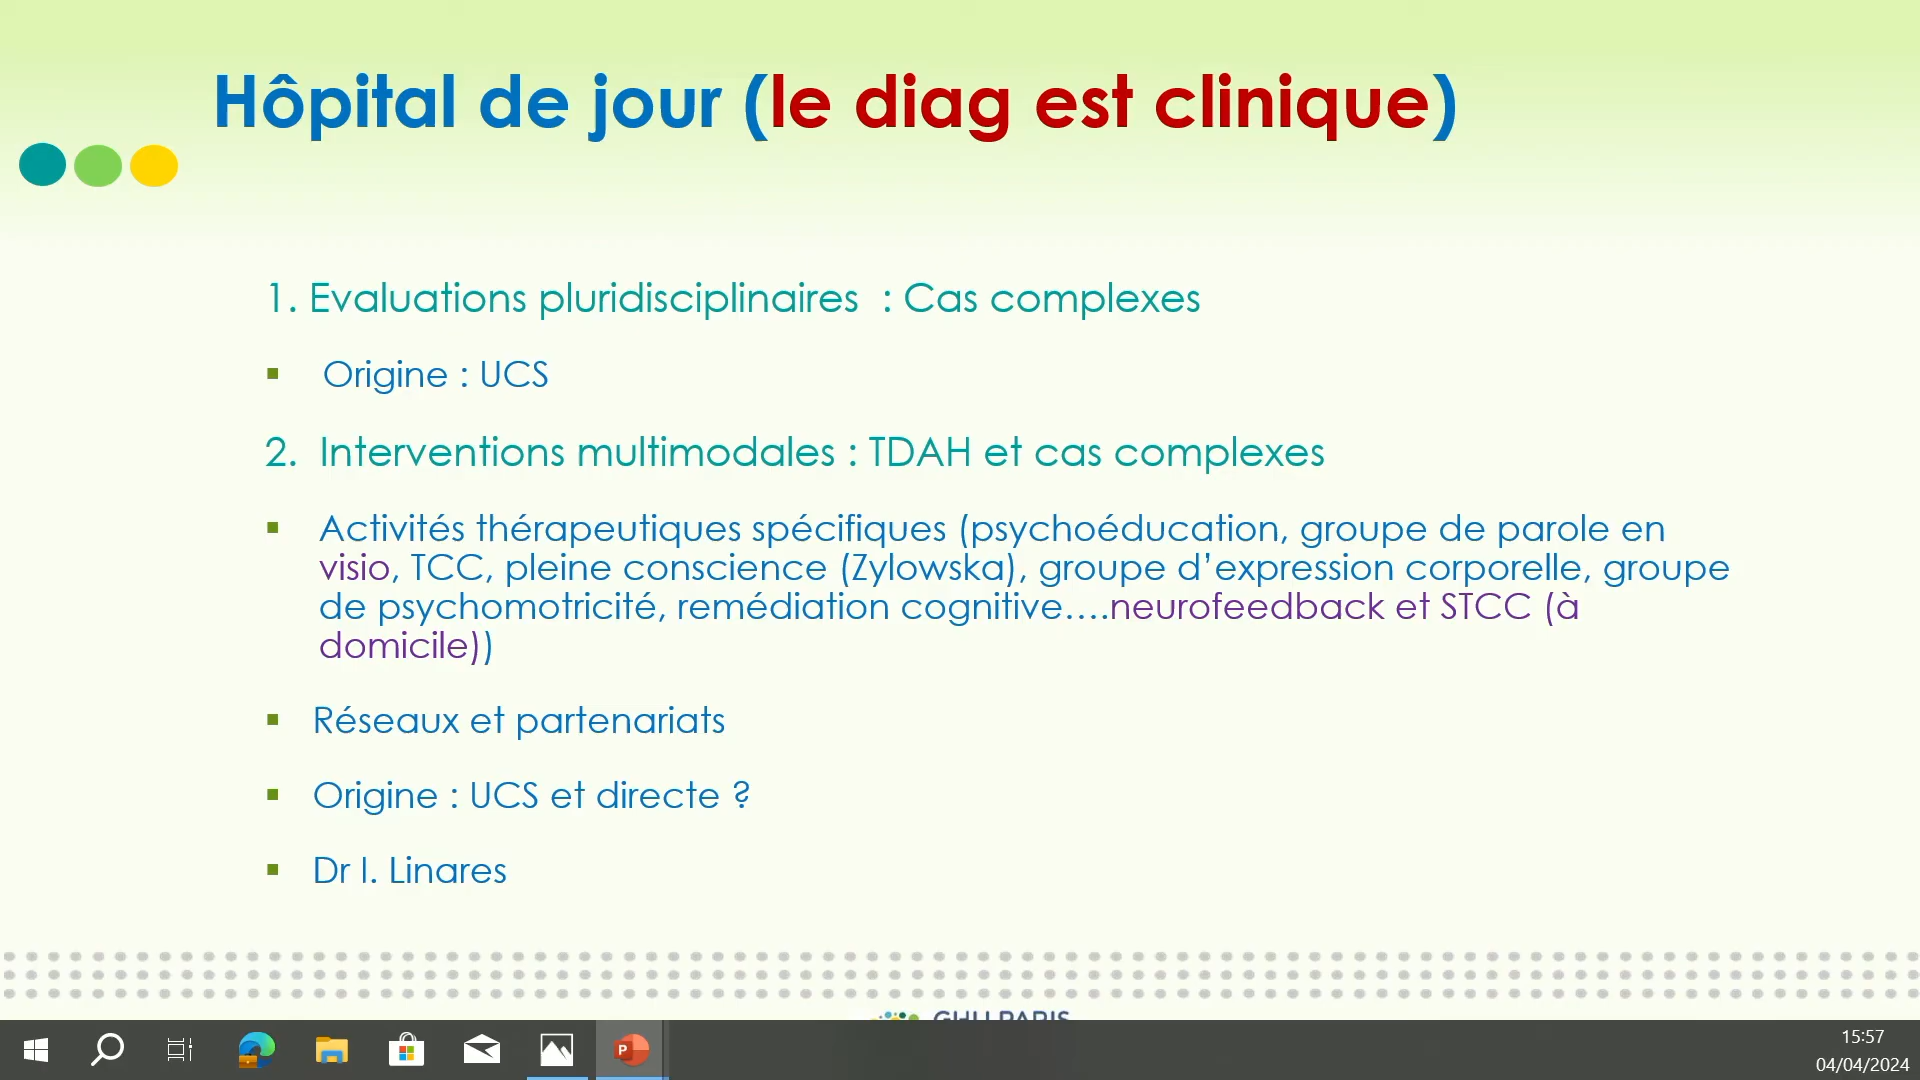 Hôpital de jour (le diag est clinique)
1. Evaluations pluridisciplinaires : Cas complexes
Origine : UCS
2. Interventions multimodales : TDAH et cas complexes
Activités thérapeutiques spécifiques (psychoéducation, groupe de parole en
visio, TCC, pleine conscience (Zylowska), groupe d’expression corporelle, groupe
de psychomotricité, remédiation cognitive….neurofeedback et STCC (à
domicile))
Réseaux et partenariats
Origine : UCS et directe ?
Dr I. Linares
GHU PARIS
15:57
04/04/2024